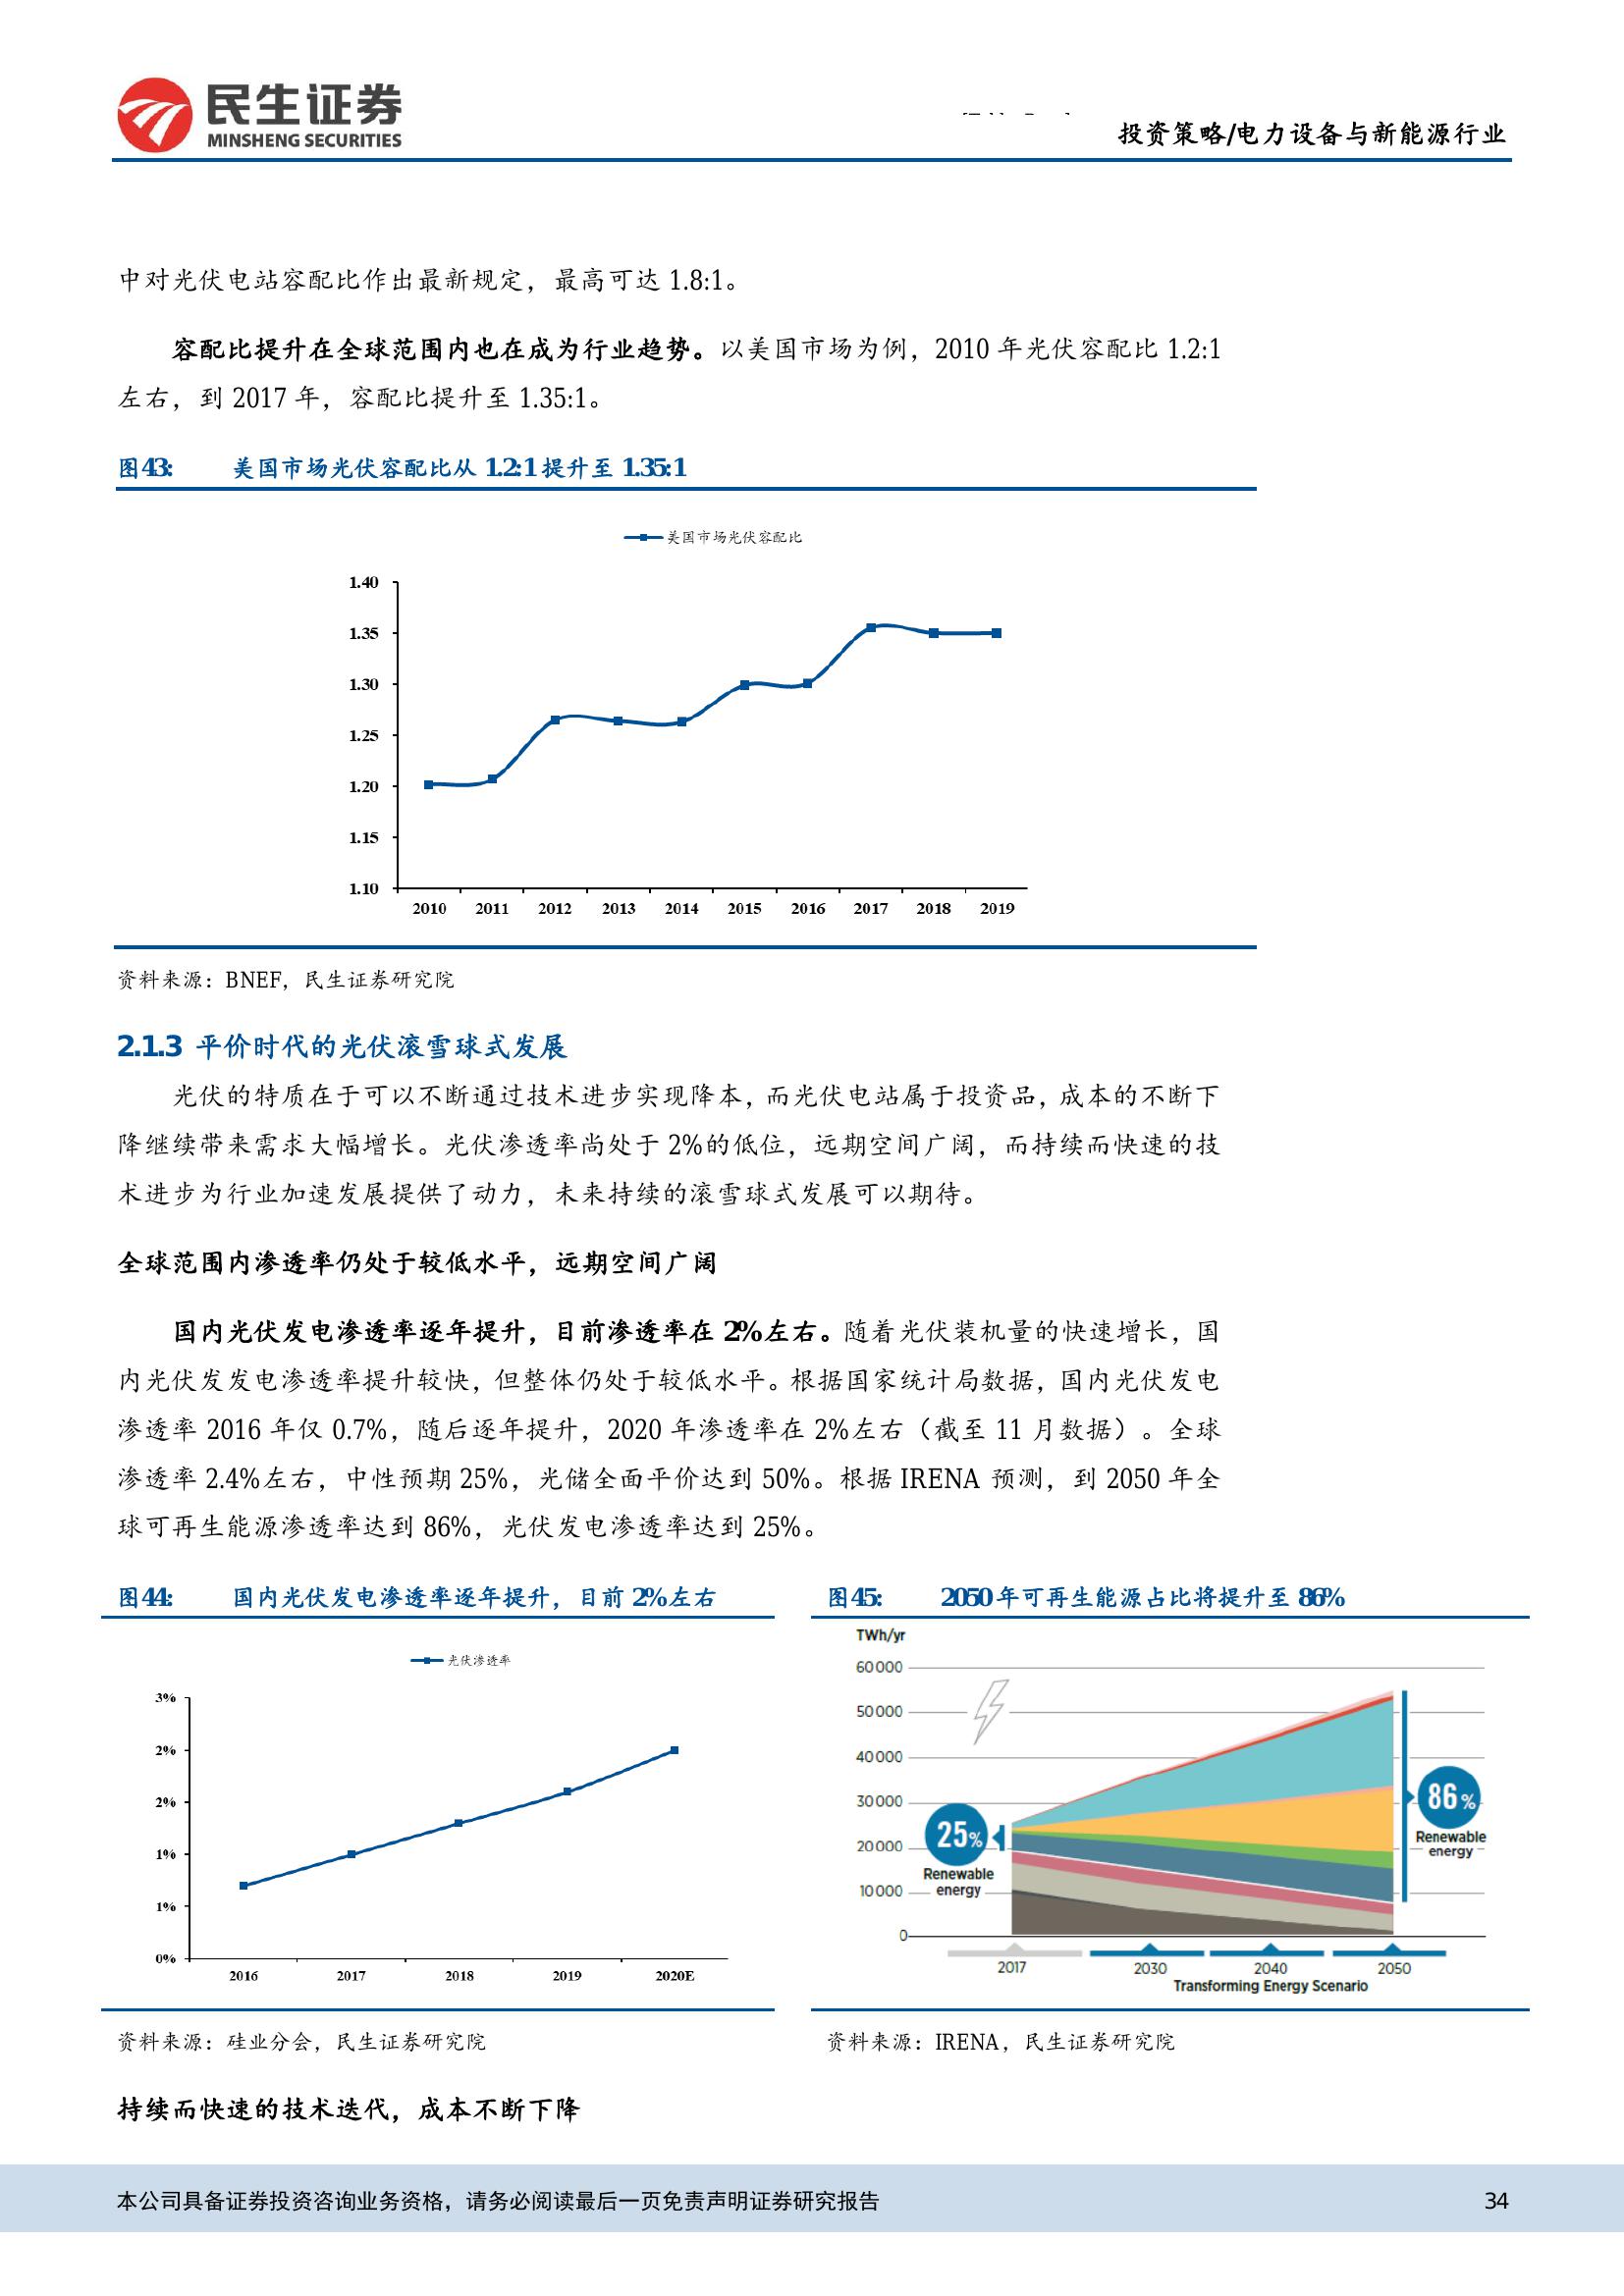 民生证券
MINSHENG SECURITIES
投资策略/电力设备与新能源行业
中对光伏电站容配比作出最新规定，最高可达 1.8:1。
容配比提升在全球范围内也在成为行业趋势。以美国市场为例，2010 年光伏容配比 1.2:1
左右，到 2017 年，容配比提升至 1.35:1。
图43: 美国市场光伏容配比从 1.2:1 提升至 1.35:1
美国市场光伏容配比
1.40
1.35
1.30
1.25
1.20
1.15
1.10
2010 2011 2012 2013 2014 2015 2016 2017 2018 2019
资料来源：BNEF，民生证券研究院
2.1.3 平价时代的光伏滚雪球式发展
光伏的特质在于可以不断通过技术进步实现降本，而光伏电站属于投资品，成本的不断下
降继续带来需求大幅增长。光伏渗透率尚处于 2%的低位，远期空间广阔，而持续而快速的技
术进步为行业加速发展提供了动力，未来持续的滚雪球式发展可以期待。
全球范围内渗透率仍处于较低水平，远期空间广阔
国内光伏发电渗透率逐年提升，目前渗透率在 2%左右。随着光伏装机量的快速增长，国
内光伏发发电渗透率提升较快，但整体仍处于较低水平。根据国家统计局数据，国内光伏发电
渗透率 2016 年仅 0.7%，随后逐年提升，2020 年渗透率在 2%左右（截至 11 月数据）。全球
渗透率 2.4%左右，中性预期 25%，光储全面平价达到 50%。根据 IRENA 预测，到 2050 年全
球可再生能源渗透率达到 86%，光伏发电渗透率达到 25%。
图44: 国内光伏发电渗透率逐年提升，目前 2%左右
光伏渗透率
3%
2%
2%
1%
1%
0%
2016 2017 2018 2019 2020E
资料来源：硅业分会，民生证券研究院
图45: 2050 年可再生能源占比将提升至 86%
TWh/yr
60 000
50 000
40 000
30 000
20 000
10 000
0
25%
Renewable
energy
86%
Renewable
energy
2017 2030 2040 2050
Transforming Energy Scenario
资料来源：IRENA，民生证券研究院
持续而快速的技术迭代，成本不断下降
本公司具备证券投资咨询业务资格，请务必阅读最后一页免责声明证券研究报告 34